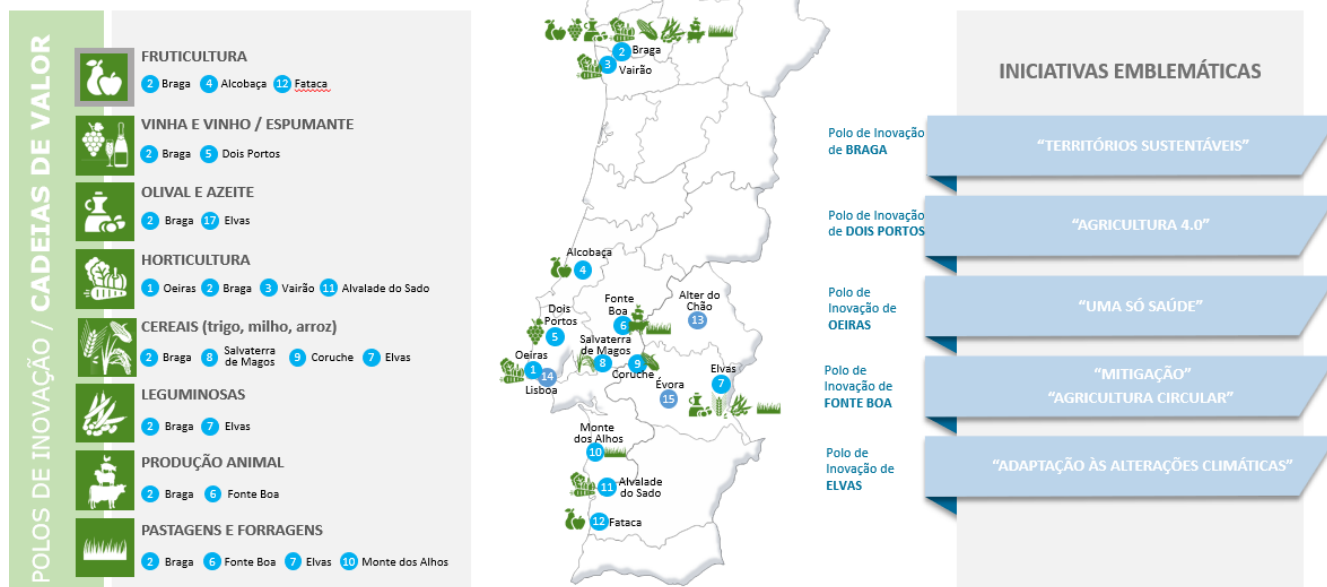 POLOS DE INOVAÇÃO / CADEIAS DE VALOR
FRUTICULTURA
2 Braga 4 Alcobaça 12 Fataca
VINHA E VINHO / ESPUMANTE
2 Braga 5 Dois Portos
OLIVAL E AZEITE
2 Braga 17 Elvas
HORTICULTURA
1 Oeiras 2 Braga 3 Vairão 11 Alvalade do Sado
CEREAIS (trigo, milho, arroz)
2 Braga 8 Salvaterra
de Magos 9 Coruche 7 Elvas
LEGUMINOSAS
2 Braga 7 Elvas
PRODUÇÃO ANIMAL
2 Braga 6 Fonte Boa
PASTAGENS E FORRAGENS
2 Braga 6 Fonte Boa 7 Elvas 10 Monte dos Alhos
2 Braga
3 Vairão
Alcobaça
4
Dois
Portos
5
Fonte
Boa
6
Alter do
Chão
13
Salvaterra
de Magos
8
9
Coruche
Oeiras
1
14
Lisboa
Évora
15
Elvas
7
Monte
dos Alhos
10
11 Alvalade
do Sado
12 Fataca
INICIATIVAS EMBLEMÁTICAS
Polo de Inovação
de BRAGA
“TERRITÓRIOS SUSTENTÁVEIS”
Polo de Inovação
de DOIS PORTOS
“AGRICULTURA 4.0”
Polo de
Inovação de
OEIRAS
“UMA SÓ SAÚDE”
Polo de
Inovação de
FONTE BOA
“MITIGAÇÃO”
“AGRICULTURA CIRCULAR”
Polo de
Inovação de
ELVAS
“ADAPTAÇÃO ÀS ALTERAÇÕES CLIMÁTICAS”